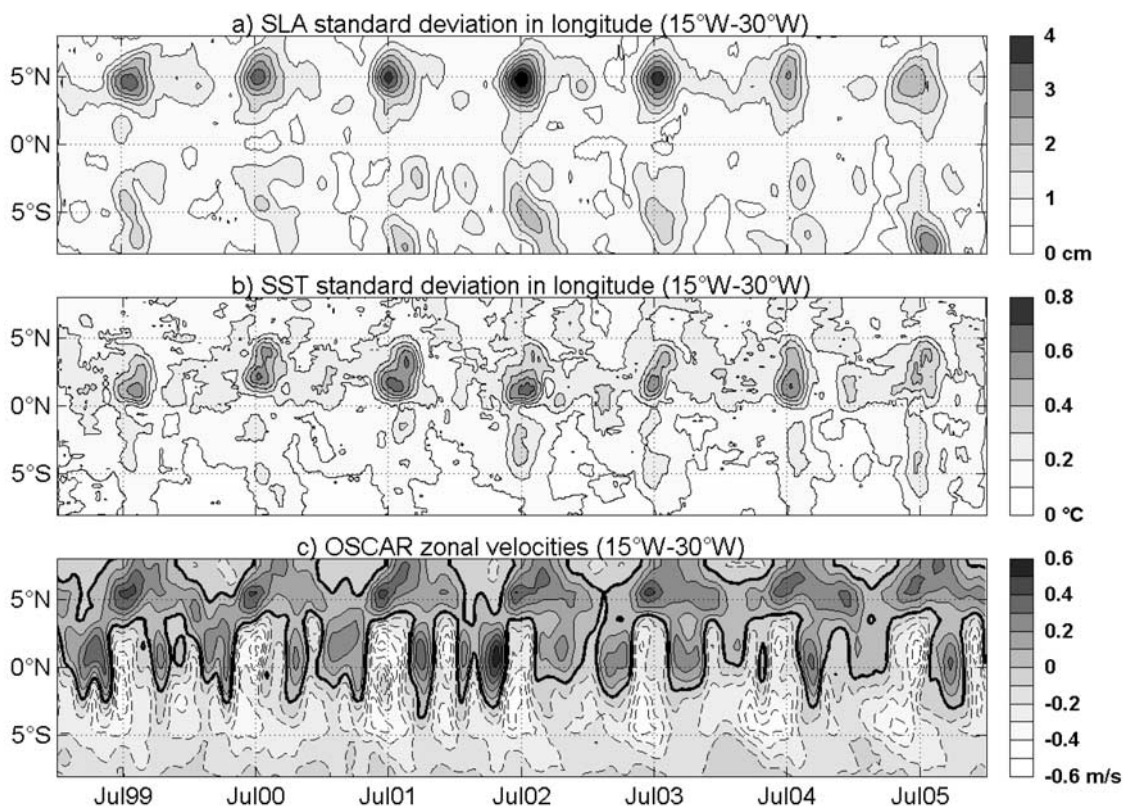 a) SLA standard deviation in longitude (15°W-30°W)
5°N
0°N
5°S
4
3
2
1
0 cm
b) SST standard deviation in longitude (15°W-30°W)
5°N
0°N
5°S
0.8
0.6
0.4
0.2
0 °C
c) OSCAR zonal velocities (15°W-30°W)
5°N
0°N
5°S
0.6
0.4
0.2
0
-0.2
-0.4
-0.6 m/s
Jul99 Jul00 Jul01 Jul02 Jul03 Jul04 Jul05